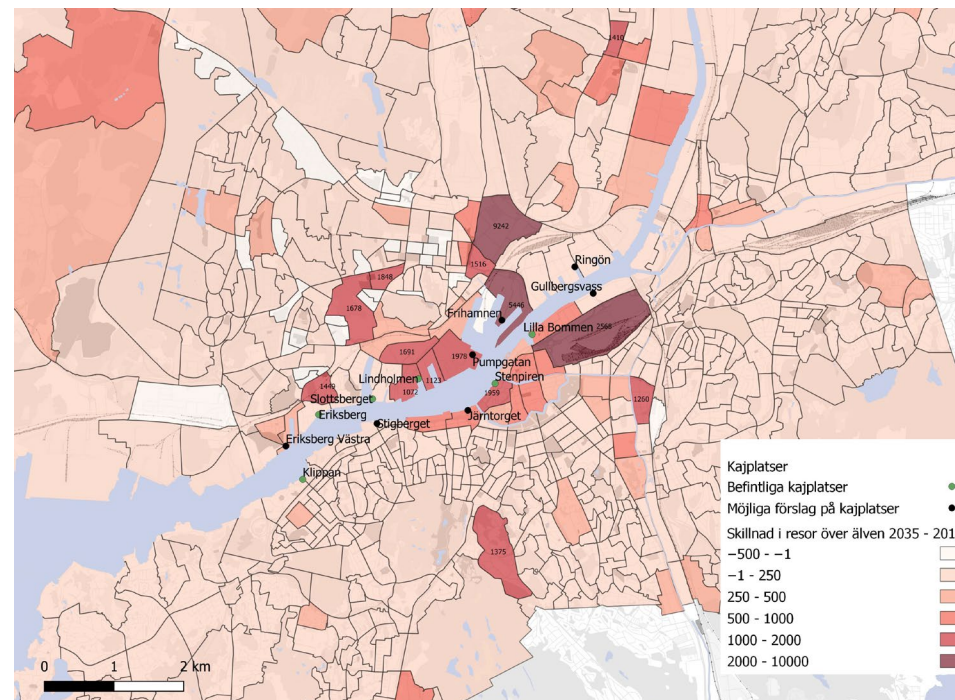 1410
9242
Ringön
1516
1848
Gullbergsvass
5446
1678
Frihamnen
2568
Lilla Bommen
1691
1978
Pumpgatan
Lindholmen
1123
Stenpiren
1449
1072
1959
1260
Slottsberget
Eriksberg
Järntorget
Stigberget
Eriksberg Västra
Klippan
1375
Kajplatser
Befintliga kajplatser
Möjliga förslag på kajplatser
Skillnad i resor över älven 2035 - 201
−500 - −1
−1 - 250
250 - 500
500 - 1000
1000 - 2000
2000 - 10000
0 1 2 km